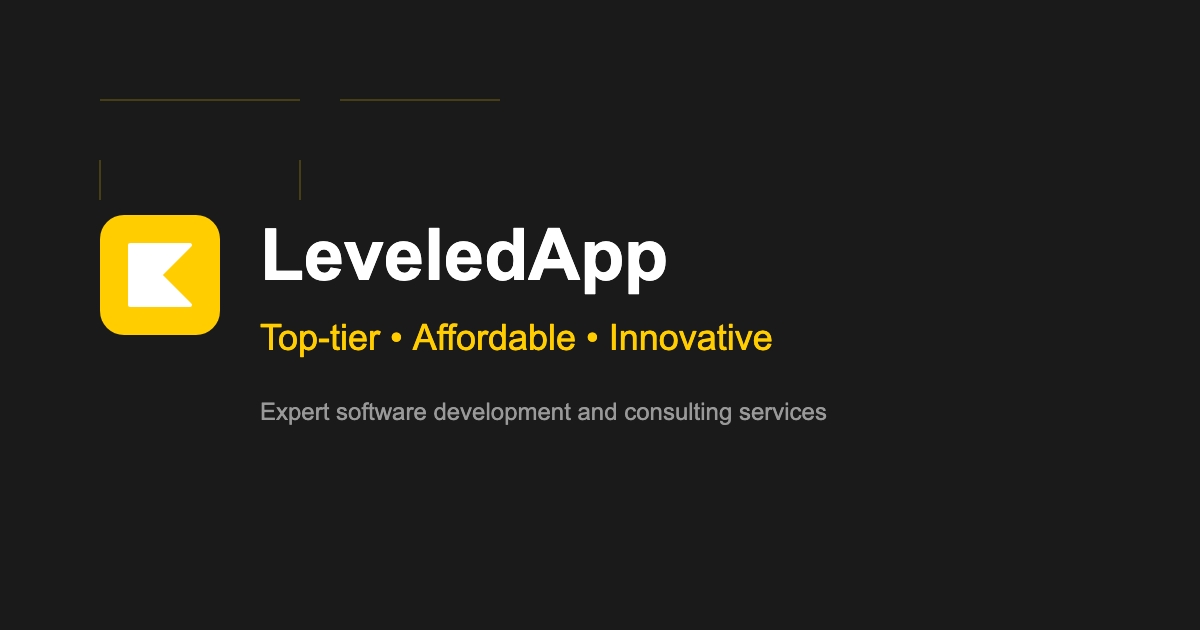 LeveledApp
Top-tier • Affordable • Innovative
Expert software development and consulting services